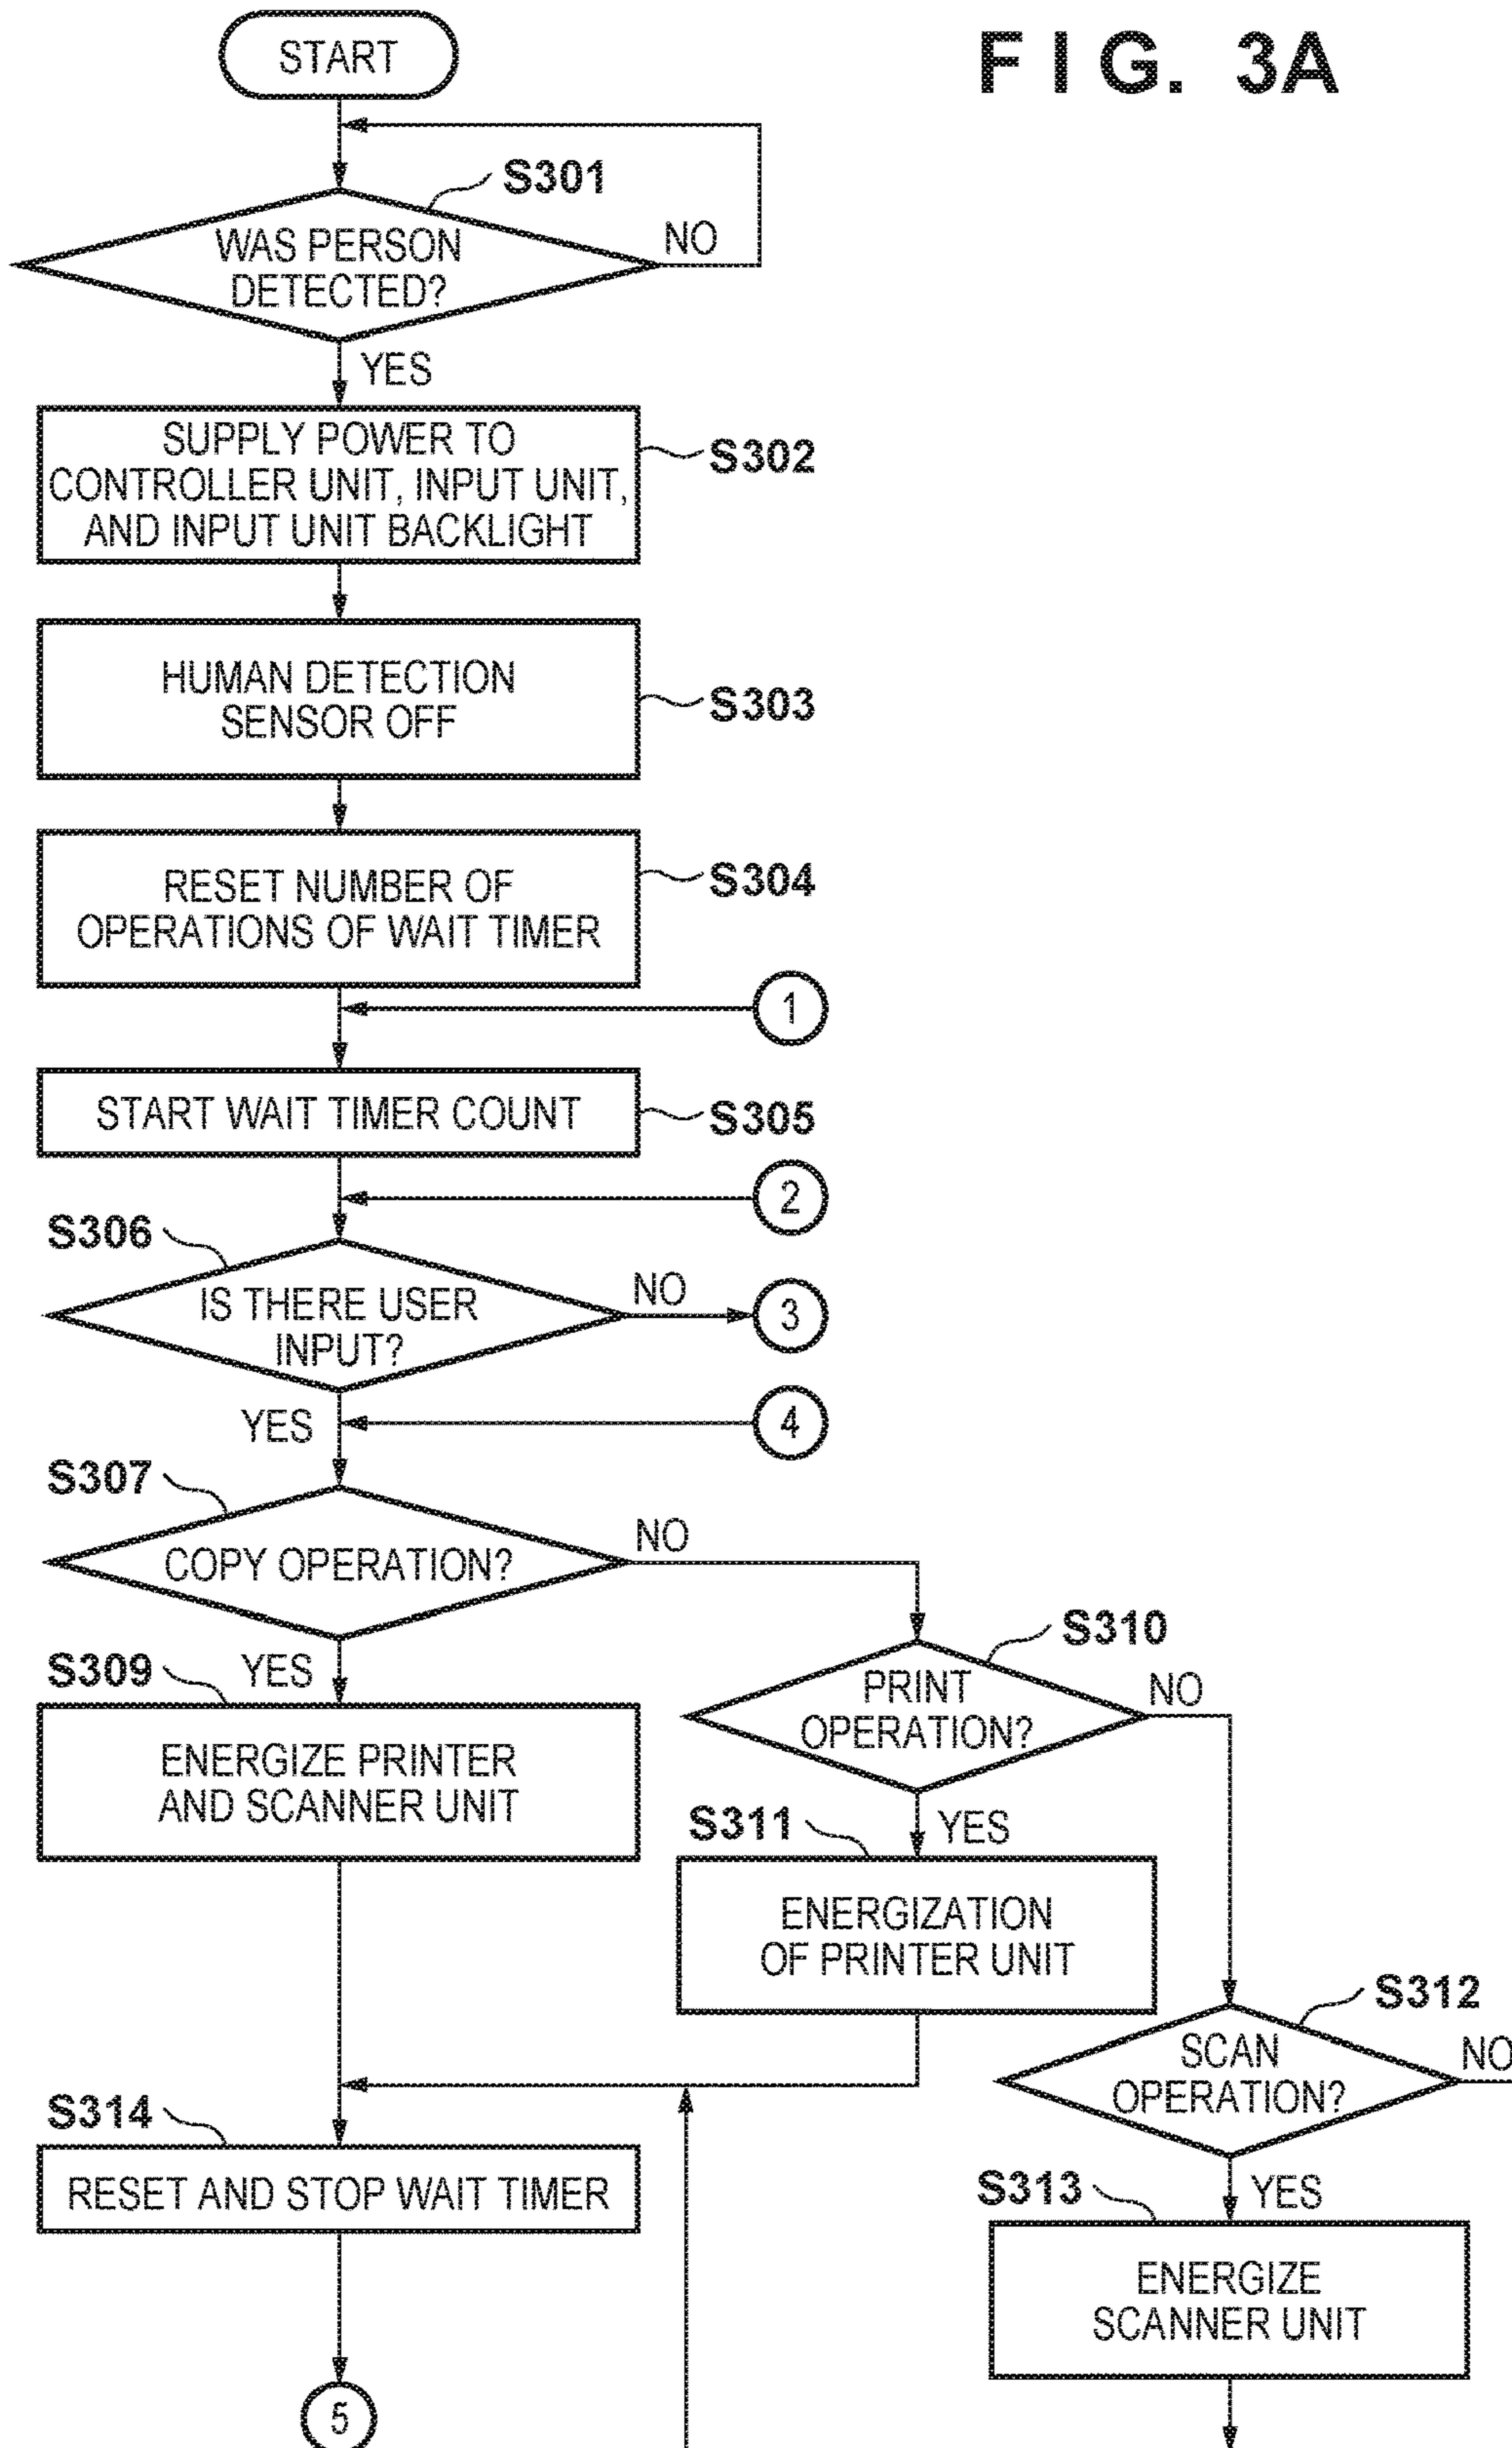 FIG. 3A
START
S301
WAS PERSON
DETECTED?
NO
YES
SUPPLY POWER TO
CONTROLLER UNIT, INPUT UNIT,
AND INPUT UNIT BACKLIGHT
S302
HUMAN DETECTION
SENSOR OFF
S303
RESET NUMBER OF
OPERATIONS OF WAIT TIMER
S304
1
START WAIT TIMER COUNT
S305
2
S306
IS THERE USER
INPUT?
NO
3
YES
4
S307
COPY OPERATION?
NO
S309
YES
ENERGIZE PRINTER
AND SCANNER UNIT
S310
PRINT
OPERATION?
NO
S311
YES
ENERGIZATION
OF PRINTER UNIT
S312
SCAN
OPERATION?
NO
S314
RESET AND STOP WAIT TIMER
S313
YES
ENERGIZE
SCANNER UNIT
5